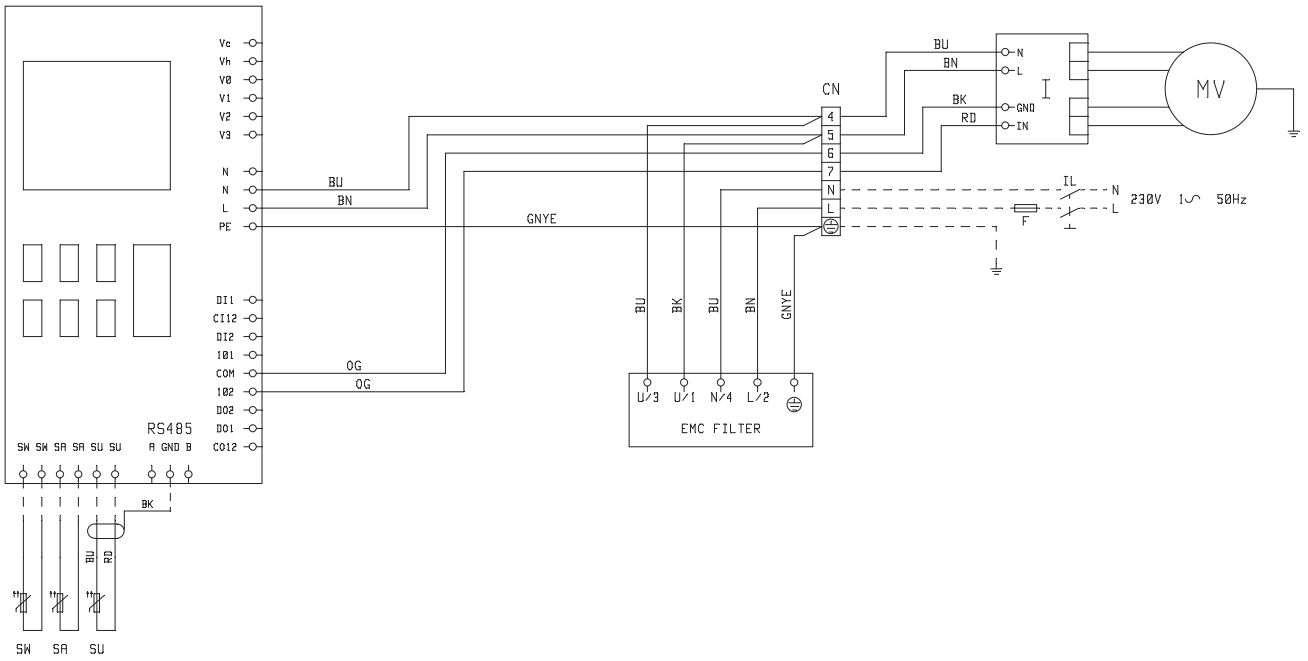 Vc
Vh
V0
V1
V2
V3
N
N
L
PE
DI1
CI12
DI2
101
COM
102
DO2
DO1
CO12
RS485
SW SW SA SA SU SU
A GND B
BK
BU
RD
SW SA SU
BU
BN
GNYE
OG
OG
CN
4
5
6
7
N
L
BU
BN
BK
RD
N
L
GND
IN
I
MV
IL
F
N
L
230V 1 50Hz
BU
BK
BU
BN
GNYE
U/3 U/1 N/4 L/2
EMC FILTER